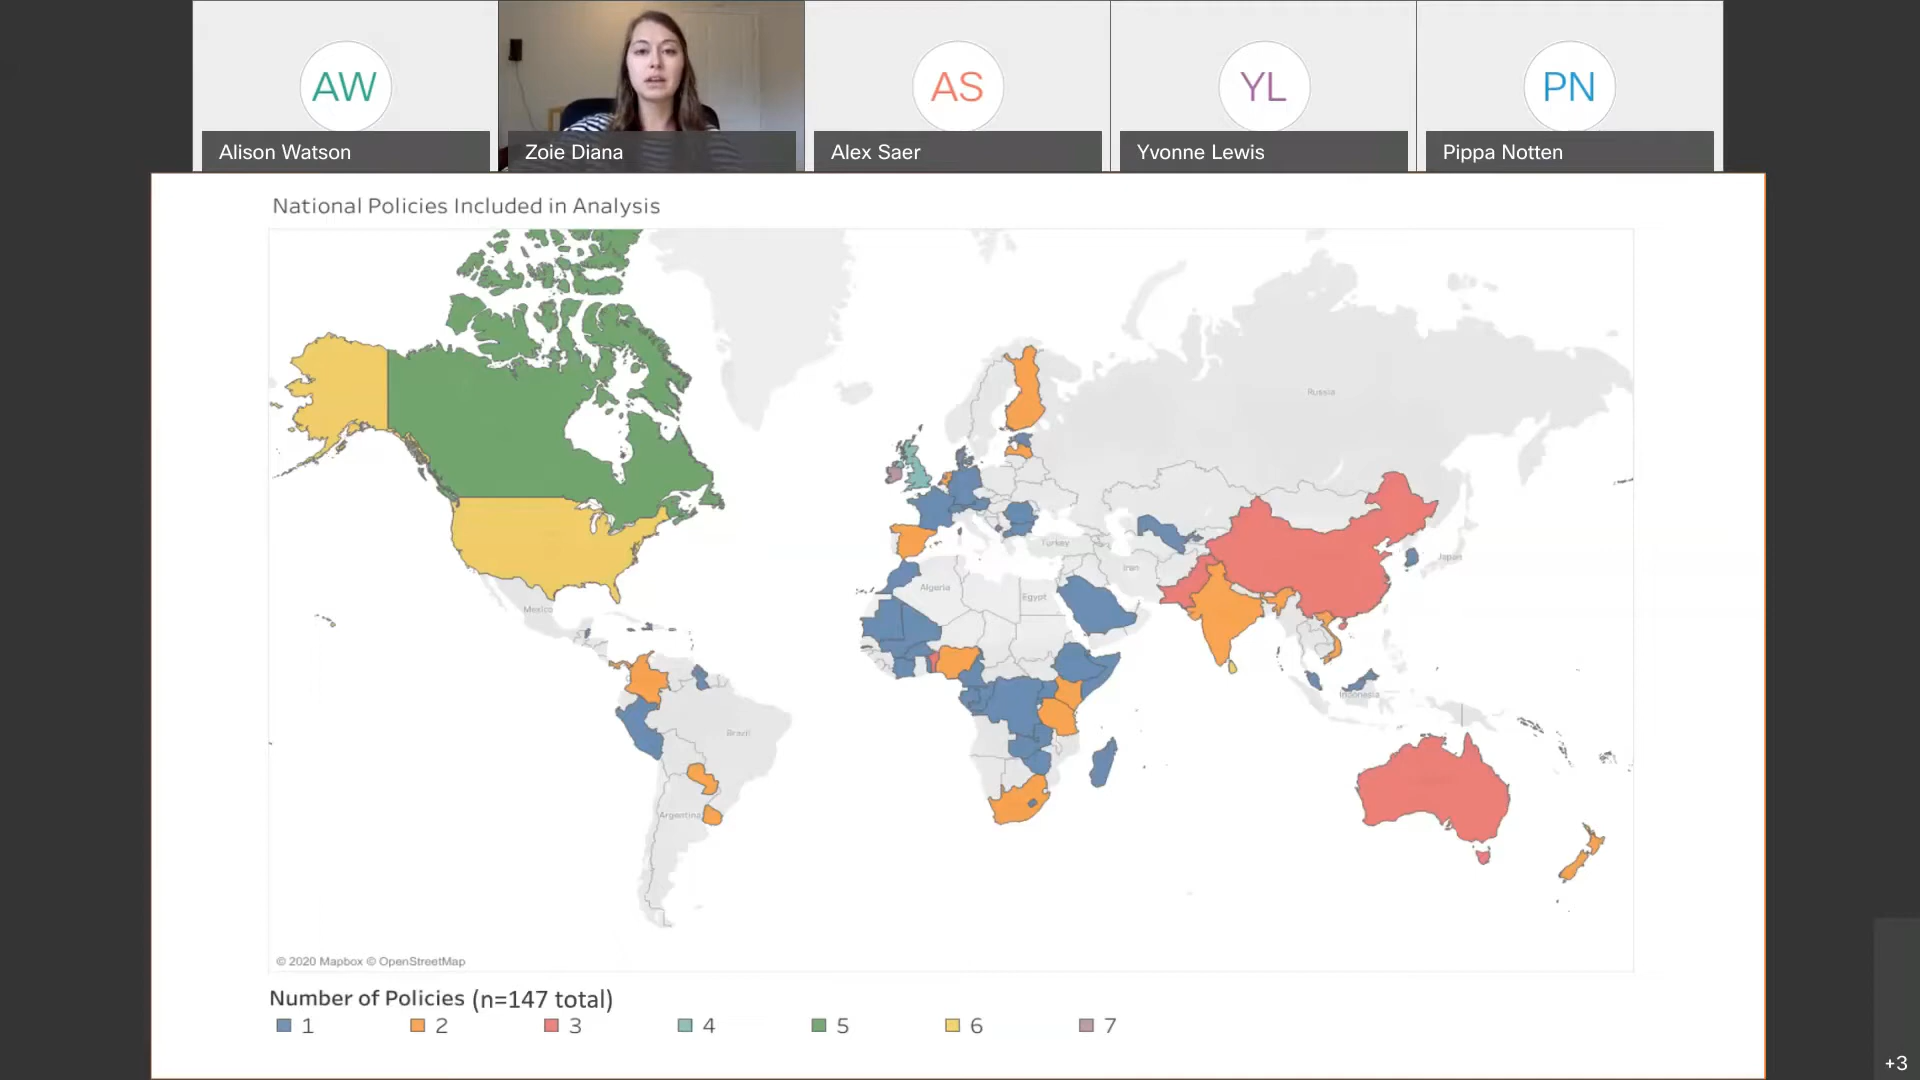 AW
AS
YL
PN
Alison Watson
Zoie Diana
Alex Saer
Yvonne Lewis
Pippa Notten
National Policies Included in Analysis
Russia
Turkey
Japan
Iran
Algeria
Egypt
Mexico
Indonesia
Brazil
Argentina
© 2020 Mapbox © OpenStreetMap
Number of Policies (n=147 total)
1 2 3 4 5 6 7
+3